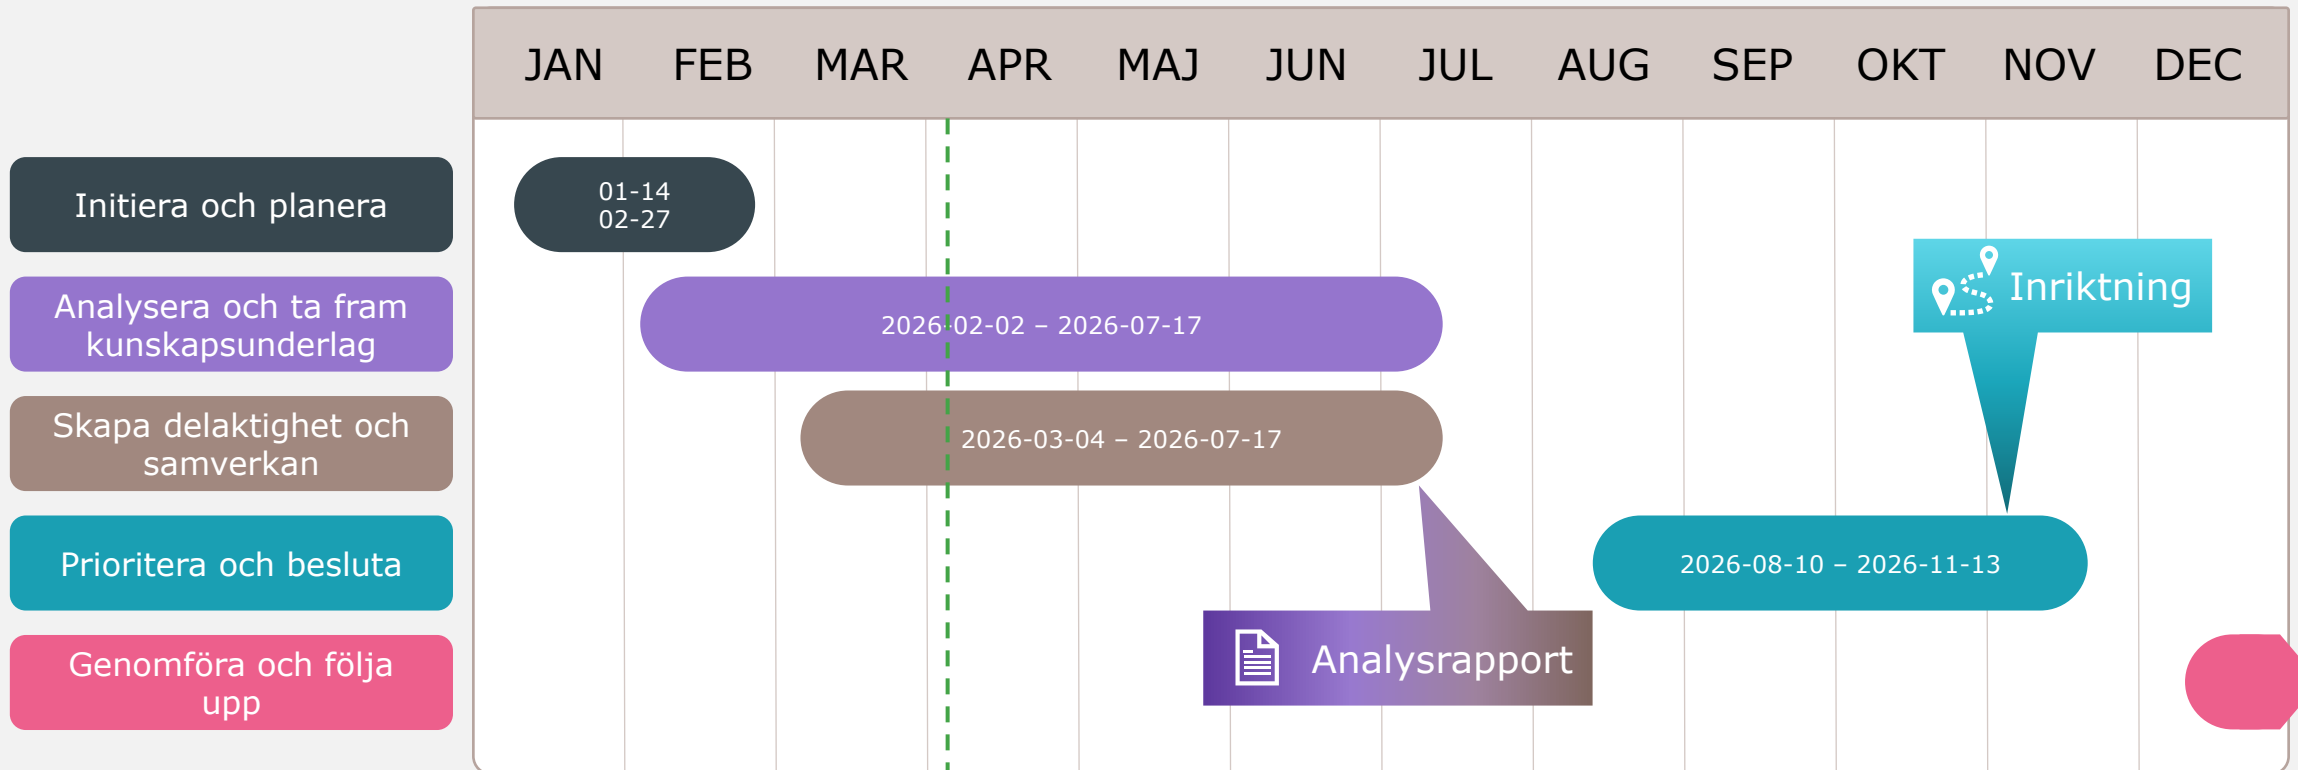 JAN FEB MAR APR MAJ JUN JUL AUG SEP OKT NOV DEC
Initiera och planera
01-14
02-27
Analysera och ta fram
kunskapsunderlag
2026-02-02 – 2026-07-17
Inriktning
Skapa delaktighet och
samverkan
2026-03-04 – 2026-07-17
Prioritera och besluta
2026-08-10 – 2026-11-13
Analysrapport
Genomföra och följa
upp